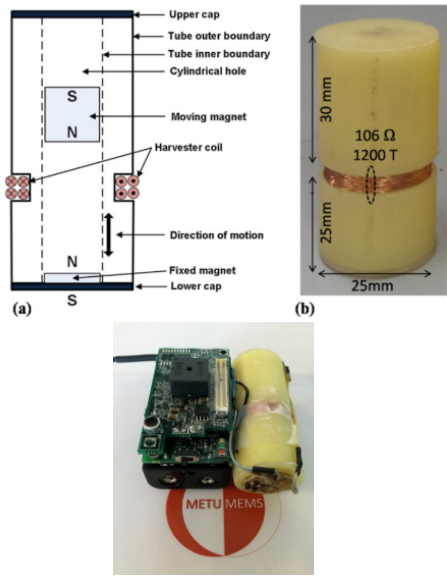 Upper cap
Tube outer boundary
Tube inner boundary
Cylindrical hole
S
Moving magnet
N
Harvester coil
Direction of motion
N
Fixed magnet
Lower cap
S
(a)
30 mm
106 Ω
1200 T
25mm
25mm
(b)
METU MEMS